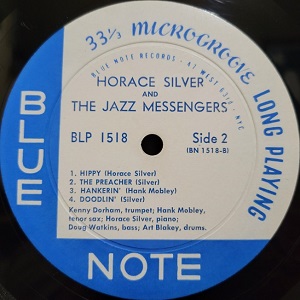 33⅓ MICROGROOVE LONG PLAYING
BLUE NOTE RECORDS • 47 WEST 63rd • NYC
HORACE SILVER
AND
THE JAZZ MESSENGERS
BLP 1518
Side 2
(BN 1518-B)
1. HIPPY (Horace Silver)
2. THE PREACHER (Silver)
3. HANKERIN' (Hank Mobley)
4. DOODLIN' (Silver)
Kenny Dorham, trumpet; Hank Mobley,
tenor sax; Horace Silver, piano;
Doug Watkins, bass; Art Blakey, drums.
BLUE
NOTE